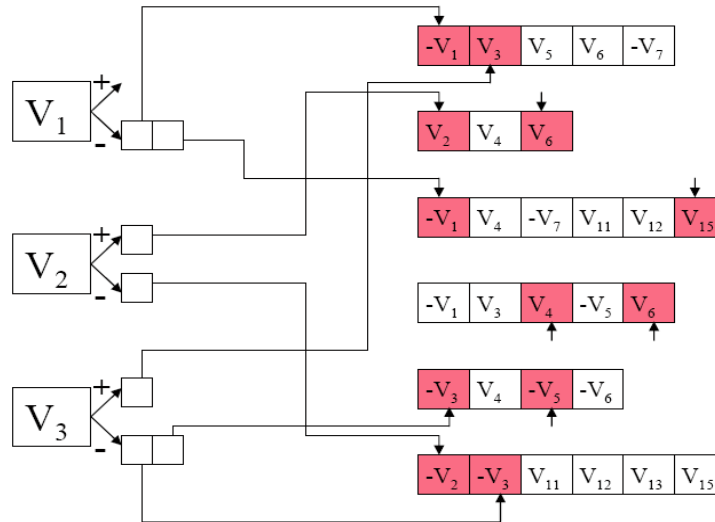 V1
+
-
V2
+
-
V3
+
-
-V1 V3 V5 V6 -V7
V2 V4 V6
-V1 V4 -V7 V11 V12 V15
-V1 V3 V4 -V5 V6
-V3 V4 -V5 -V6
-V2 -V3 V11 V12 V13 V15